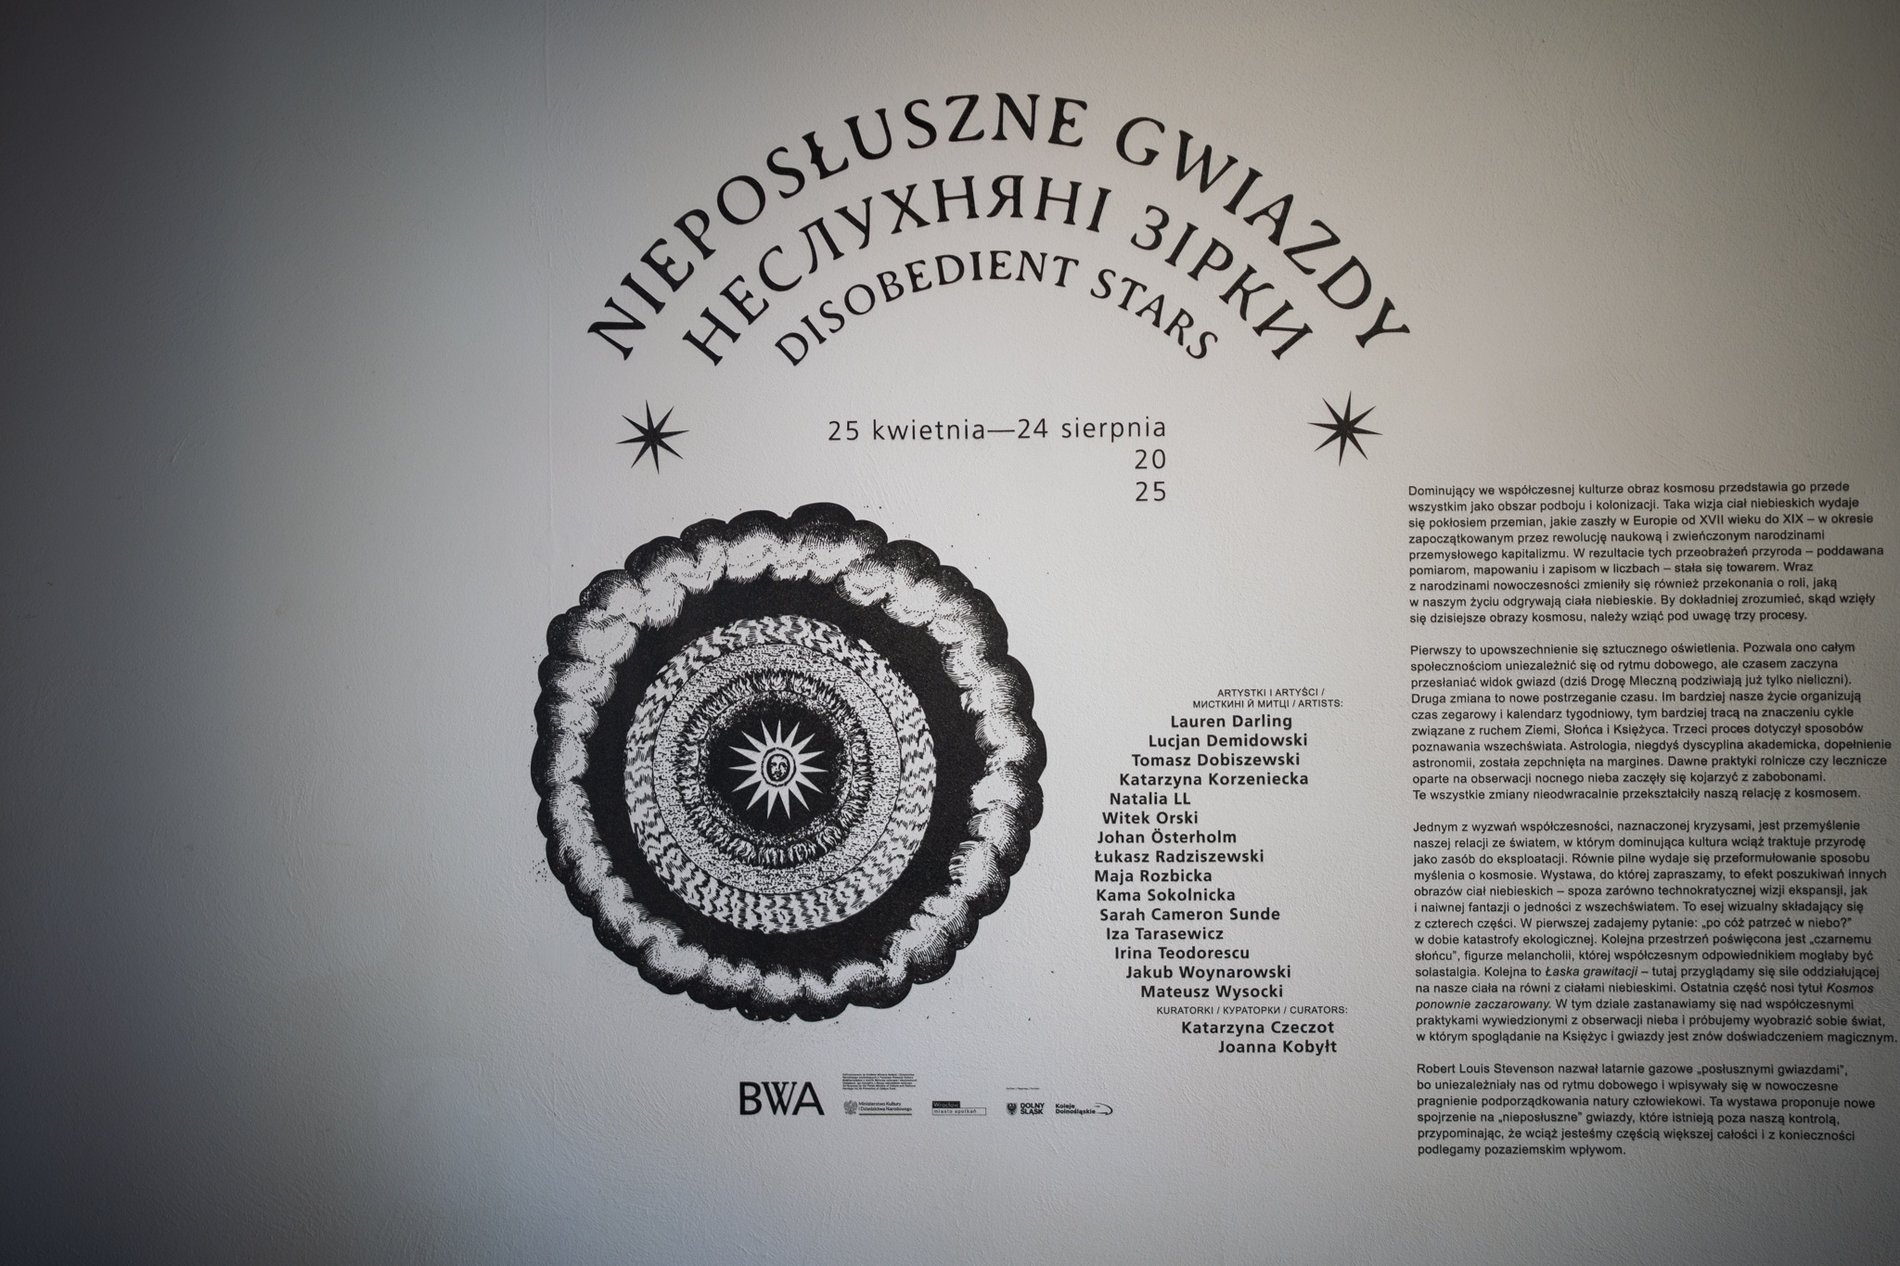 NIEPOSŁUSZNE GWIAZDY
НЕСЛУХНЯНІ ЗІРКИ
DISOBEDIENT STARS
25 kwietnia—24 sierpnia
20
25
ARTYSTKI I ARTYŚCI /
МИСТКИНІ Й МИТЦІ / ARTISTS:
Lauren Darling
Lucjan Demidowski
Tomasz Dobiszewski
Katarzyna Korzeniecka
Natalia LL
Witek Orski
Johan Österholm
Łukasz Radziszewski
Maja Rozbicka
Kama Sokolnicka
Sarah Cameron Sunde
Iza Tarasewicz
Irina Teodorescu
Jakub Woynarowski
Mateusz Wysocki
KURATORKI / КУРАТОРКИ / CURATORS:
Katarzyna Czeczot
Joanna Kobyłt
BWA
Ministerstwo Kultury
i Dziedzictwa Narodowego
Wrocław
miasto spotkań
DOLNY
ŚLĄSK
Koleje
Dolnośląskie
Dominujący we współczesnej kulturze obraz kosmosu przedstawia go przede
wszystkim jako obszar podboju i kolonizacji. Taka wizja ciał niebieskich wydaje
się pokłosiem przemian, jakie zaszły w Europie od XVII wieku do XIX – w okresie
zapoczątkowanym przez rewolucję naukową i zwieńczonym narodzinami
przemysłowego kapitalizmu. W rezultacie tych przeobrażeń przyroda – poddawana
pomiarom, mapowaniu i zapisom w liczbach – stała się towarem. Wraz
z narodzinami nowoczesności zmieniły się również przekonania o roli, jaką
w naszym życiu odgrywają ciała niebieskie. By dokładniej zrozumieć, skąd wzięły
się dzisiejsze obrazy kosmosu, należy wziąć pod uwagę trzy procesy.
Pierwszy to upowszechnienie się sztucznego oświetlenia. Pozwala ono całym
społecznościom uniezależnić się od rytmu dobowego, ale czasem zaczyna
przesłaniać widok gwiazd (dziś Drogę Mleczną podziwiają już tylko nieliczni).
Druga zmiana to nowe postrzeganie czasu. Im bardziej nasze życie organizują
czas zegarowy i kalendarz tygodniowy, tym bardziej tracą na znaczeniu cykle
związane z ruchem Ziemi, Słońca i Księżyca. Trzeci proces dotyczył sposobów
poznawania wszechświata. Astrologia, niegdyś dyscyplina akademicka, dopełnienie
astronomii, została zepchnięta na margines. Dawne praktyki rolnicze czy lecznicze
oparte na obserwacji nocnego nieba zaczęły się kojarzyć z zabobonami.
Te wszystkie zmiany nieodwracalnie przekształciły naszą relację z kosmosem.
Jednym z wyzwań współczesności, naznaczonej kryzysami, jest przemyślenie
naszej relacji ze światem, w którym dominująca kultura wciąż traktuje przyrodę
jako zasób do eksploatacji. Równie pilne wydaje się przeformułowanie sposobu
myślenia o kosmosie. Wystawa, do której zapraszamy, to efekt poszukiwań innych
obrazów ciał niebieskich – spoza zarówno technokratycznej wizji ekspansji, jak
i naiwnej fantazji o jedności z wszechświatem. To esej wizualny składający się
z czterech części. W pierwszej zadajemy pytanie: „po cóż patrzeć w niebo?”
w dobie katastrofy ekologicznej. Kolejna przestrzeń poświęcona jest „czarnemu
słońcu”, figurze melancholii, której współczesnym odpowiednikiem mogłaby być
solastalgia. Kolejna to Łaska grawitacji – tutaj przyglądamy się sile oddziałującej
na nasze ciała na równi z ciałami niebieskimi. Ostatnia część nosi tytuł Kosmos
ponownie zaczarowany. W tym dziale zastanawiamy się nad współczesnymi
praktykami wywiedzionymi z obserwacji nieba i próbujemy wyobrazić sobie świat,
w którym spoglądanie na Księżyc i gwiazdy jest znów doświadczeniem magicznym.
Robert Louis Stevenson nazwał latarnie gazowe „posłusznymi gwiazdami”,
bo uniezależniały nas od rytmu dobowego i wpisywały się w nowoczesne
pragnienie podporządkowania natury człowiekowi. Ta wystawa proponuje nowe
spojrzenie na „nieposłuszne” gwiazdy, które istnieją poza naszą kontrolą,
przypominając, że wciąż jesteśmy częścią większej całości i z konieczności
podlegamy pozaziemskim wpływom.